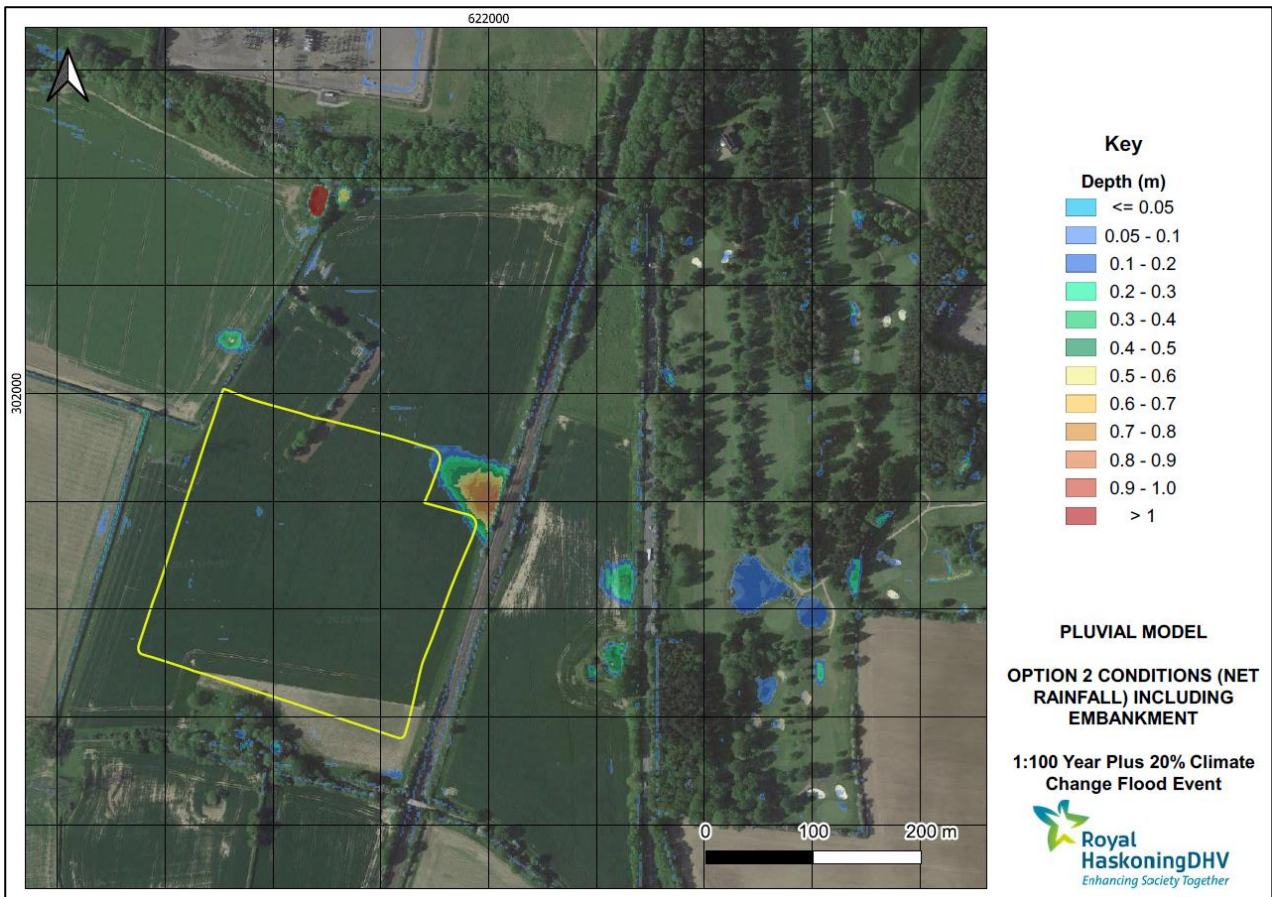 622000
302000
Key
Depth (m)
<= 0.05
0.05 - 0.1
0.1 - 0.2
0.2 - 0.3
0.3 - 0.4
0.4 - 0.5
0.5 - 0.6
0.6 - 0.7
0.7 - 0.8
0.8 - 0.9
0.9 - 1.0
> 1
PLUVIAL MODEL
OPTION 2 CONDITIONS (NET
RAINFALL) INCLUDING
EMBANKMENT
1:100 Year Plus 20% Climate
Change Flood Event
0 100 200 m
Royal
HaskoningDHV
Enhancing Society Together